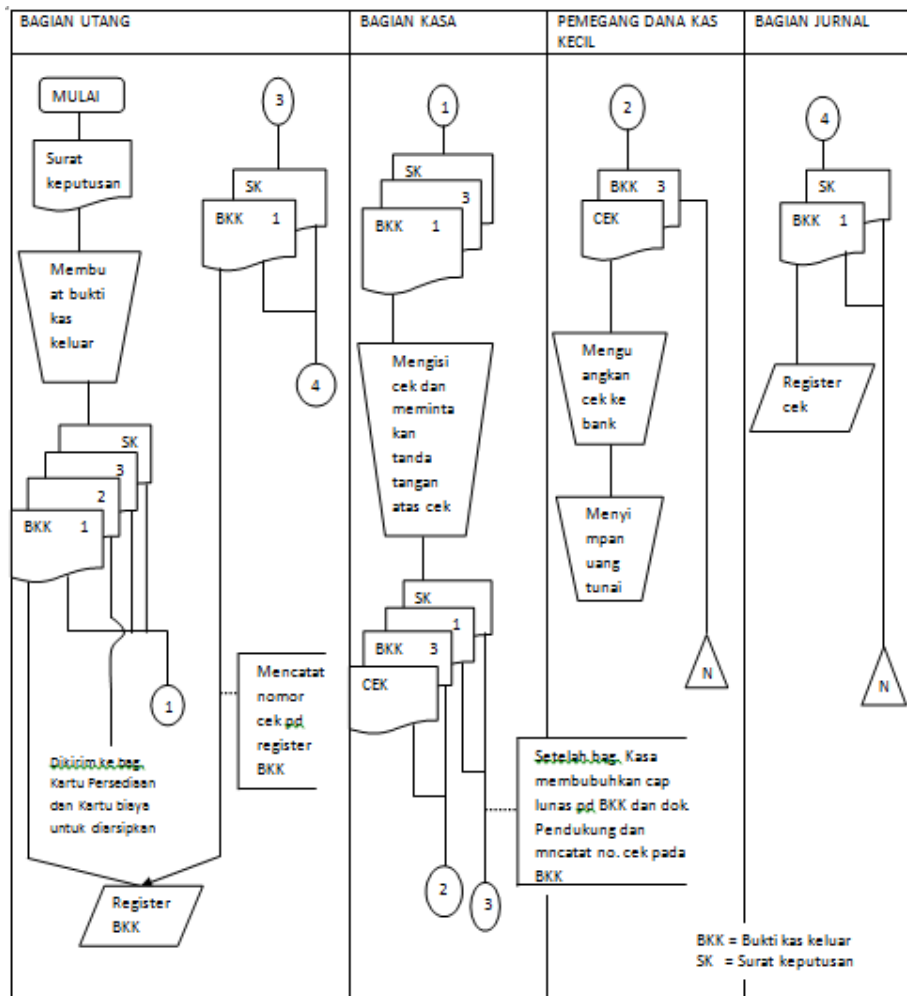 BAGIAN UTANG
BAGIAN KASA
PEMEGANG DANA KAS
KECIL
BAGIAN JURNAL
MULAI
Surat
keputusan
Membu
at bukti
kas
keluar
SK
3
2
BKK 1
1
Dikirim ke bag.
Kartu Persediaan
dan Kartu biaya
untuk diarsipkan
Register
BKK
3
SK
BKK 1
4
Mencatat
nomor
cek pd
register
BKK
1
SK
3
BKK 1
Mengisi
cek dan
meminta
kan
tanda
tangan
atas cek
SK
1
BKK 3
CEK
2
3
Setelah bag. Kasa
membubuhkan cap
lunas pd BKK dan dok.
Pendukung dan
mncatat no. cek pada
BKK
2
BKK 3
CEK
Mengu
angkan
cek ke
bank
Menyi
mpan
uang
tunai
N
4
SK
BKK 1
Register
cek
N
BKK = Bukti kas keluar
SK = Surat keputusan